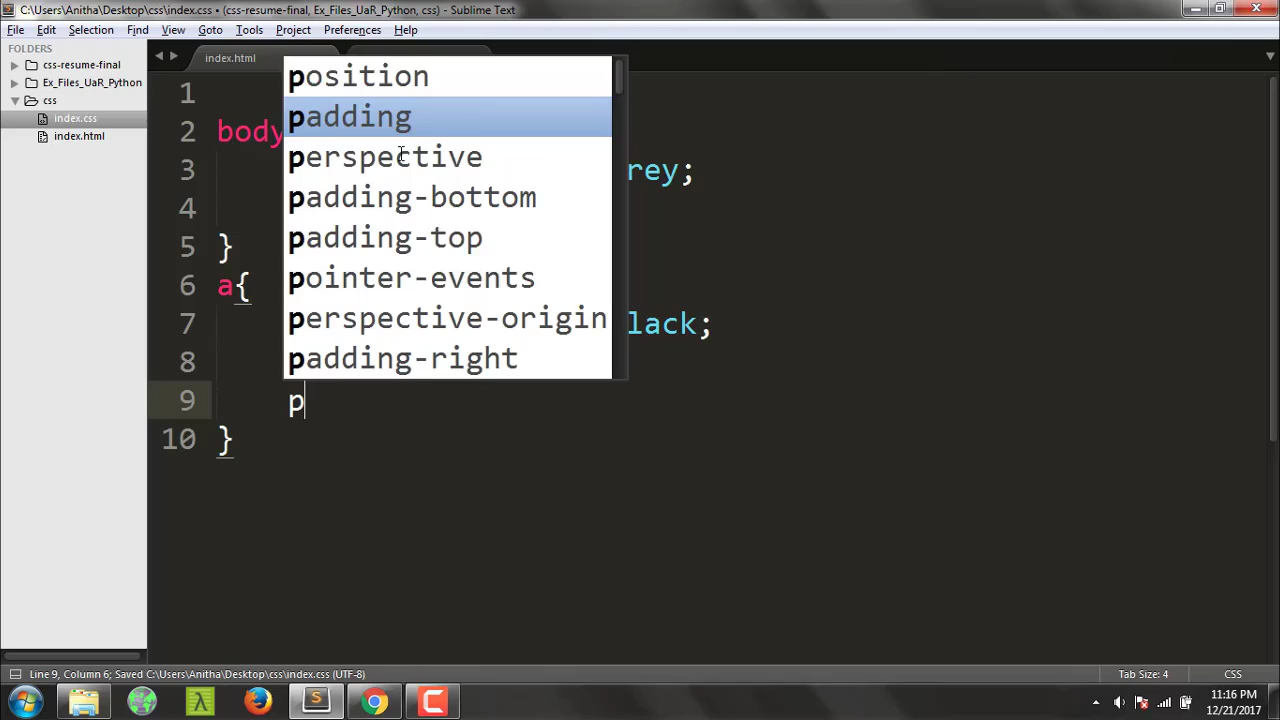 C:\Users\Anitha\Desktop\css\index.css • (css-resume-final, Ex_Files_UaR_Python, css) - Sublime Text
File Edit Selection Find View Goto Tools Project Preferences Help
FOLDERS
css-resume-final
Ex_Files_UaR_Python
css
index.css
index.html
index.html
1
2 body
3 rey;
4
5 }
6 a{
7 lack;
8
9 p
10 }
position
padding
perspective
padding-bottom
padding-top
pointer-events
perspective-origin
padding-right
Line 9, Column 6; Saved C:\Users\Anitha\Desktop\css\index.css (UTF-8)
Tab Size: 4
CSS
11:16 PM
12/21/2017